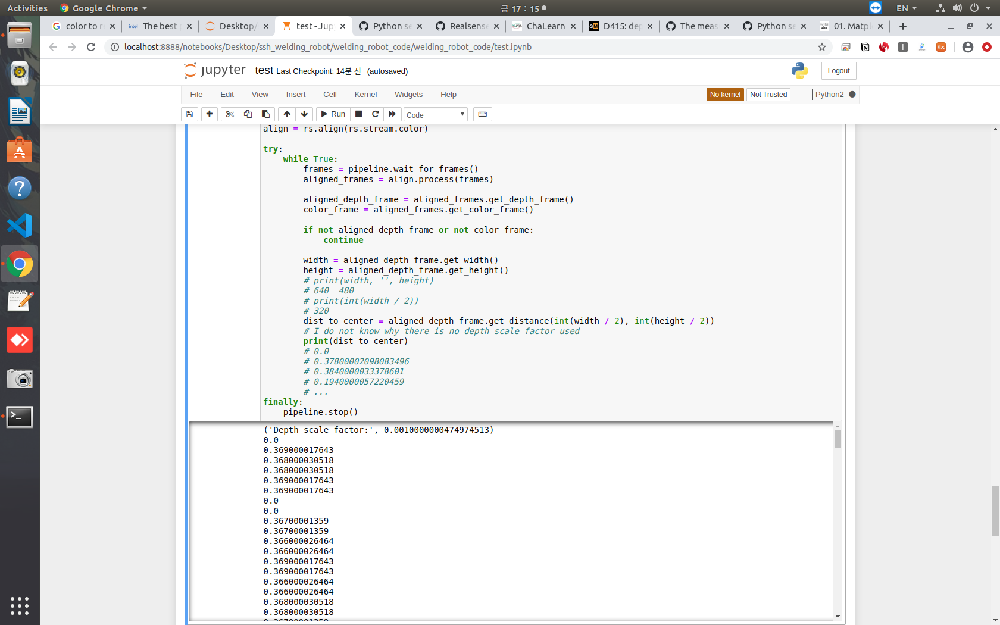 Activities
Google Chrome
금 17 : 15
EN
color to r
The best
Desktop/
test - Jup
Python se
Realsens
ChaLearn
D415: dep
The meas
Python se
01. Matpl
localhost:8888/notebooks/Desktop/ssh_welding_robot/welding_robot_code/welding_robot_code/test.ipynb
jupyter test Last Checkpoint: 14분 전 (autosaved)
Logout
File Edit View Insert Cell Kernel Widgets Help
No kernel Not Trusted Python2
Run Code
align = rs.align(rs.stream.color)
try:
    while True:
        frames = pipeline.wait_for_frames()
        aligned_frames = align.process(frames)
        aligned_depth_frame = aligned_frames.get_depth_frame()
        color_frame = aligned_frames.get_color_frame()
        if not aligned_depth_frame or not color_frame:
            continue
        width = aligned_depth_frame.get_width()
        height = aligned_depth_frame.get_height()
        # print(width, '', height)
        # 640  480
        # print(int(width / 2))
        # 320
        dist_to_center = aligned_depth_frame.get_distance(int(width / 2), int(height / 2))
        # I do not know why there is no depth scale factor used
        print(dist_to_center)
        # 0.0
        # 0.37800002098083496
        # 0.3840000033378601
        # 0.1940000057220459
        # ...
finally:
    pipeline.stop()
('Depth scale factor:', 0.0010000000474974513)
0.0
0.369000017643
0.368000030518
0.368000030518
0.369000017643
0.369000017643
0.0
0.0
0.36700001359
0.36700001359
0.366000026464
0.366000026464
0.369000017643
0.369000017643
0.366000026464
0.366000026464
0.368000030518
0.368000030518
0.36700001359